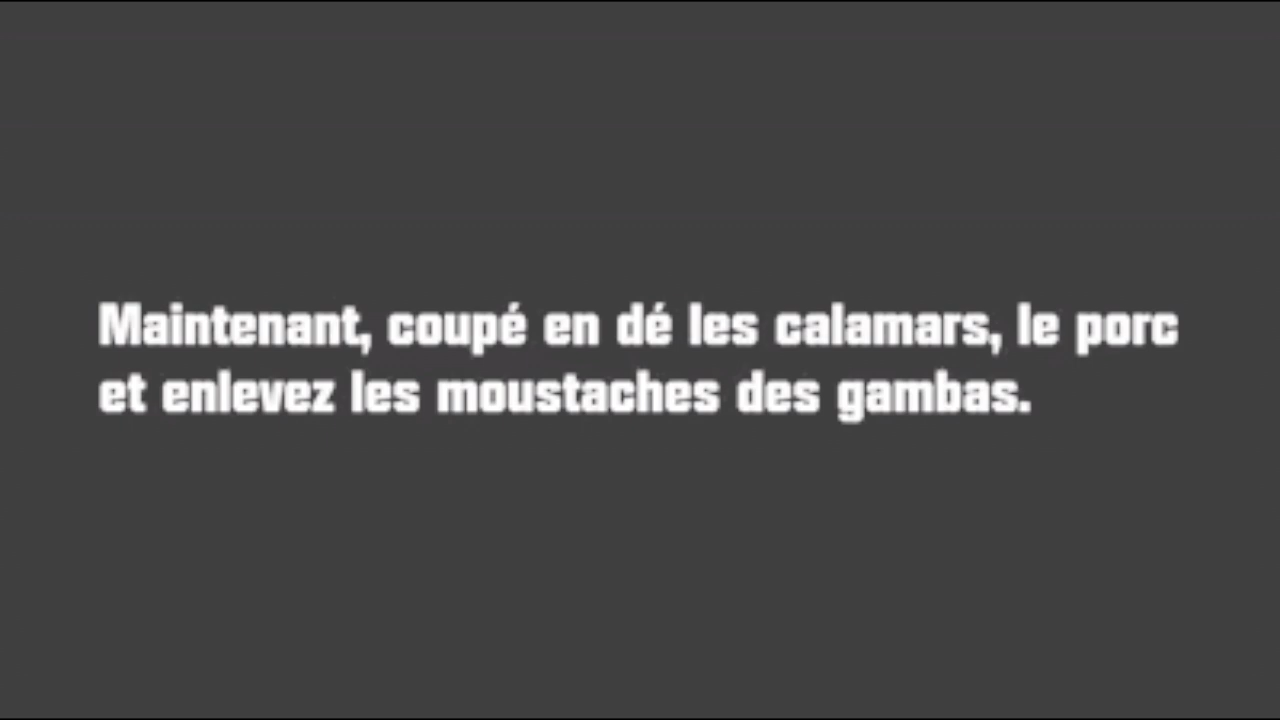 Maintenant, coupé en dé les calamars, le porc
et enlevez les moustaches des gambas.